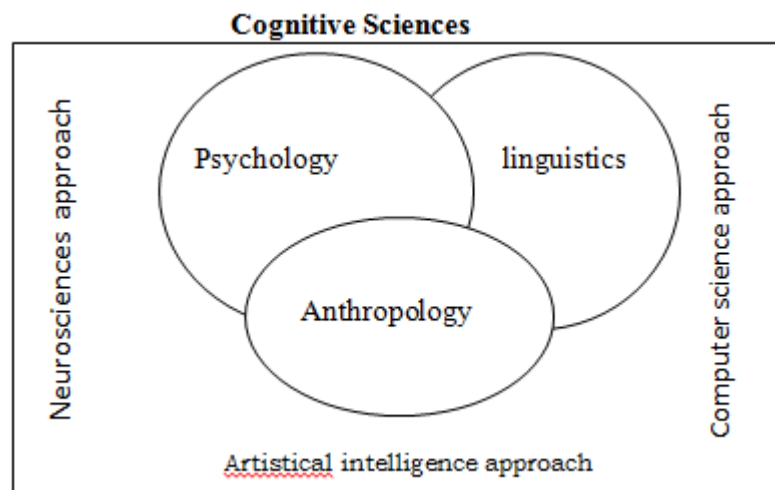 Cognitive Sciences
Neurosciences approach
Psychology
linguistics
Anthropology
Computer science approach
Artistical intelligence approach